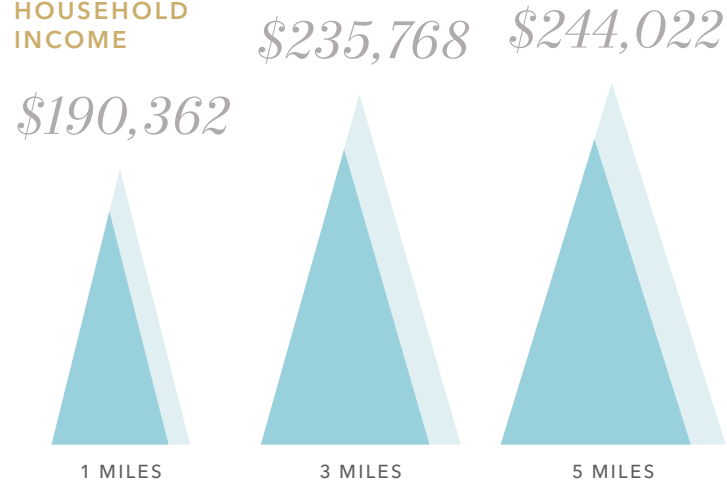 HOUSEHOLD
INCOME
$190,362
$235,768
$244,022
1 MILES
3 MILES
5 MILES